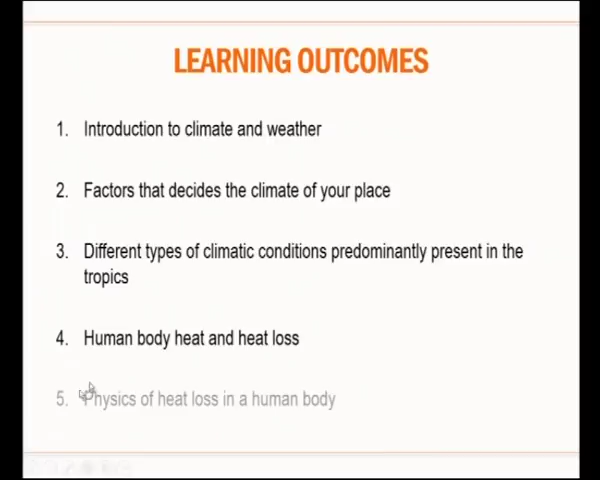 LEARNING OUTCOMES
1. Introduction to climate and weather
2. Factors that decides the climate of your place
3. Different types of climatic conditions predominantly present in the
tropics
4. Human body heat and heat loss
5. Physics of heat loss in a human body